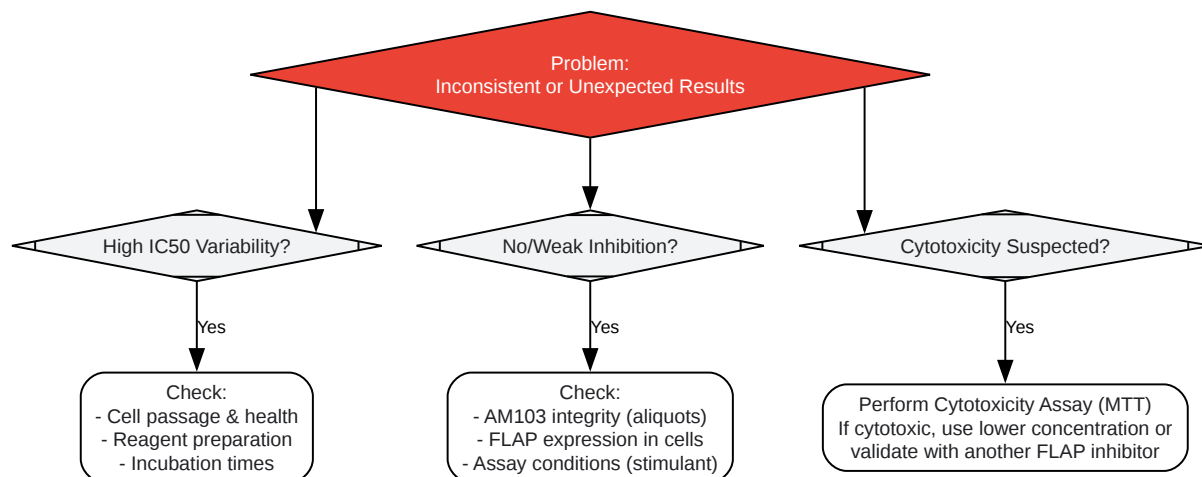 Problem:
Inconsistent or Unexpected Results
High IC50 Variability?
No/Weak Inhibition?
Cytotoxicity Suspected?
Yes
Yes
Yes
Check:
- Cell passage & health
- Reagent preparation
- Incubation times
Check:
- AM103 integrity (aliquots)
- FLAP expression in cells
- Assay conditions (stimulant)
Perform Cytotoxicity Assay (MTT)
If cytotoxic, use lower concentration or
validate with another FLAP inhibitor